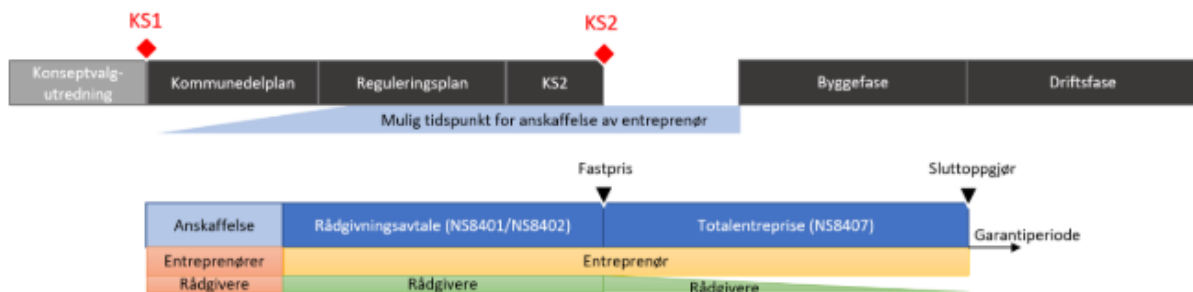 KS1
KS2
Konseptvalg-
utredning
Kommunedelplan
Reguleringsplan
KS2
Byggefase
Driftsfase
Mulig tidspunkt for anskaffelse av entreprenør
Fastpris
Sluttoppgjør
Anskaffelse
Rådgivningsavtale (NS8401/NS8402)
Totalentreprise (NS8407)
Garantiperiode
Entreprenører
Entreprenør
Rådgivere
Rådgivere
Rådgivere